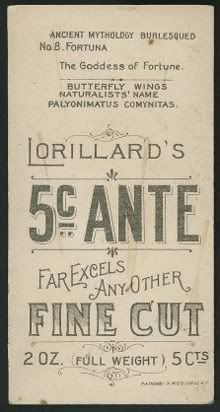 ANCIENT MYTHOLOGY BURLESQUED
No 8. FORTUNA
The Goddess of Fortune.
BUTTERFLY WINGS
NATURALISTS' NAME
PALYONIMATUS COMYNITAS.
LORILLARD'S
5C ANTE
FAR EXCELS
ANY OTHER
FINE CUT
2 OZ. (FULL WEIGHT) 5 CTS